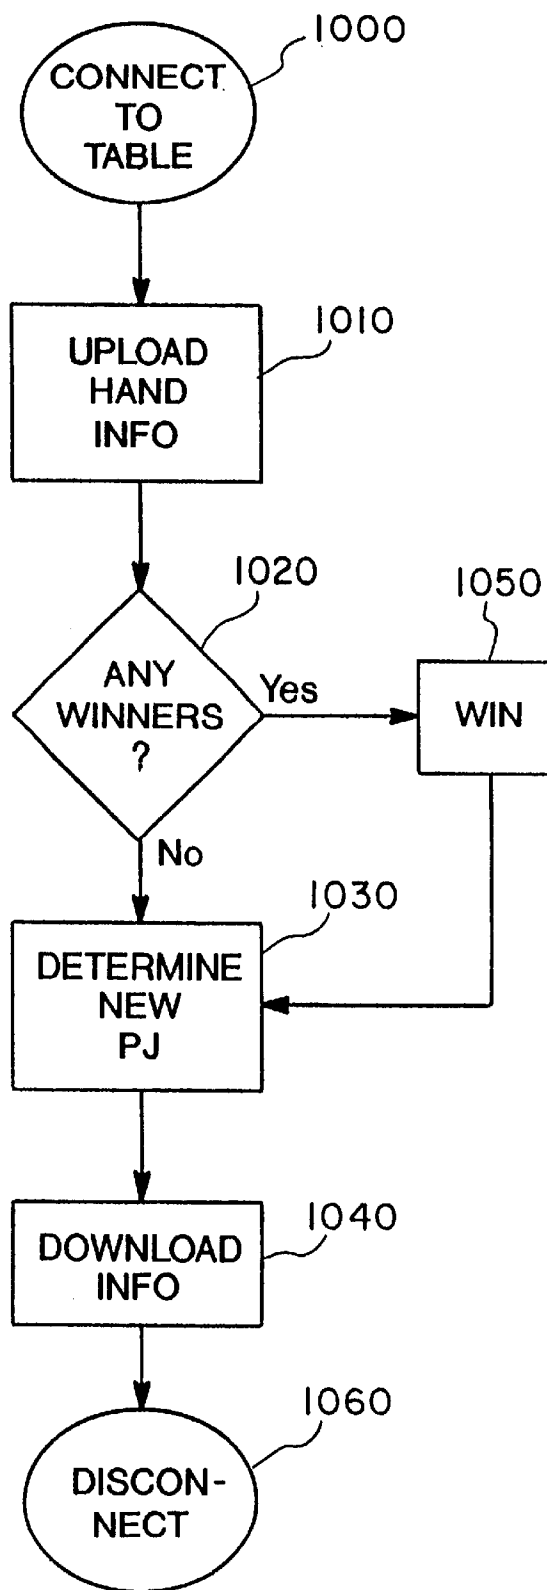 1000
CONNECT
TO
TABLE
1010
UPLOAD
HAND
INFO
1020
ANY
WINNERS
?
Yes
1050
WIN
No
1030
DETERMINE
NEW
PJ
1040
DOWNLOAD
INFO
1060
DISCON-
NECT